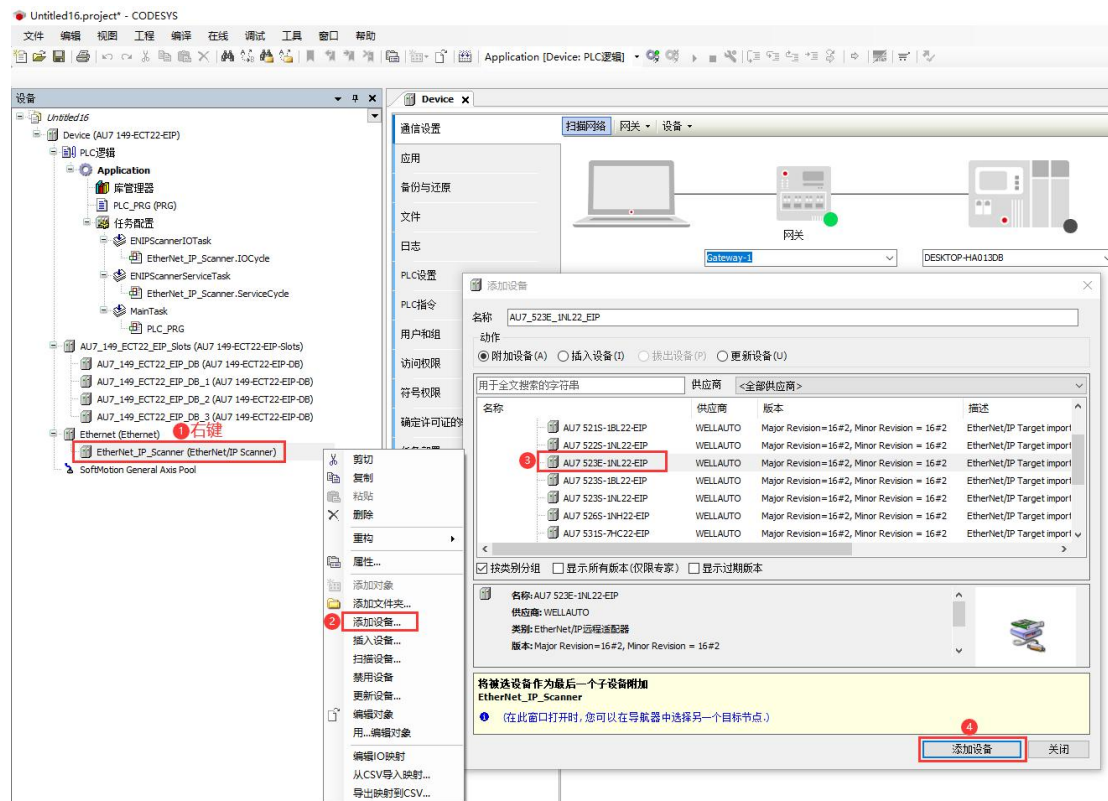 Untitled16.project* - CODESYS
文件 编辑 视图 工程 编译 在线 调试 工具 窗口 帮助
Application [Device: PLC逻辑]
设备
Untitled16
Device (AU7 149-ECT22-EIP)
PLC逻辑
Application
库管理器
PLC_PRG (PRG)
任务配置
ENIPScannerIOTask
EtherNet_IP_Scanner.IOCycle
ENIPScannerServiceTask
EtherNet_IP_Scanner.ServiceCycle
MainTask
PLC_PRG
AU7_149_ECT22_EIP_Slots (AU7 149-ECT22-EIP-Slots)
AU7_149_ECT22_EIP_DB (AU7 149-ECT22-EIP-DB)
AU7_149_ECT22_EIP_DB_1 (AU7 149-ECT22-EIP-DB)
AU7_149_ECT22_EIP_DB_2 (AU7 149-ECT22-EIP-DB)
AU7_149_ECT22_EIP_DB_3 (AU7 149-ECT22-EIP-DB)
Ethernet (Ethernet)
1右键
EtherNet_IP_Scanner (EtherNet/IP Scanner)
SoftMotion General Axis Pool
剪切
复制
粘贴
删除
重构
属性...
添加对象
添加文件夹...
2 添加设备...
插入设备...
扫描设备...
禁用设备
更新设备...
编辑对象
用...编辑对象
编辑IO映射
从CSV导入映射...
导出映射到CSV...
Device
通信设置
应用
备份与还原
文件
日志
PLC设置
PLC指令
用户和组
访问权限
符号权限
扫描网络 网关 设备
网关
Gateway-1
DESKTOP-HA013DB
添加设备
名称 AU7_523E_1NL22_EIP
动作
附加设备(A) 插入设备(I) 拔出设备(P) 更新设备(U)
用于全文搜索的字符串 供应商 <全部供应商>
名称 供应商 版本 描述
AU7 521S-1BL22-EIP WELLAUTO Major Revision=16#2, Minor Revision = 16#2 EtherNet/IP Target import
AU7 522S-1NL22-EIP WELLAUTO Major Revision=16#2, Minor Revision = 16#2 EtherNet/IP Target import
3 AU7 523E-1NL22-EIP WELLAUTO Major Revision=16#2, Minor Revision = 16#2 EtherNet/IP Target import
AU7 523S-1BL22-EIP WELLAUTO Major Revision=16#2, Minor Revision = 16#2 EtherNet/IP Target import
AU7 523S-1NL22-EIP WELLAUTO Major Revision=16#2, Minor Revision = 16#2 EtherNet/IP Target import
AU7 526S-1NH22-EIP WELLAUTO Major Revision=16#2, Minor Revision = 16#2 EtherNet/IP Target import
AU7 531S-7HC22-EIP WELLAUTO Major Revision=16#2, Minor Revision = 16#2 EtherNet/IP Target import
按类别分组 显示所有版本(仅限专家) 显示过期版本
名称: AU7 523E-1NL22-EIP
供应商: WELLAUTO
类别: EtherNet/IP远程适配器
版本: Major Revision=16#2, Minor Revision = 16#2
将被选设备作为最后一个子设备附加
EtherNet_IP_Scanner
(在此窗口打开时, 您可以在导航器中选择另一个目标节点.)
4
添加设备 关闭